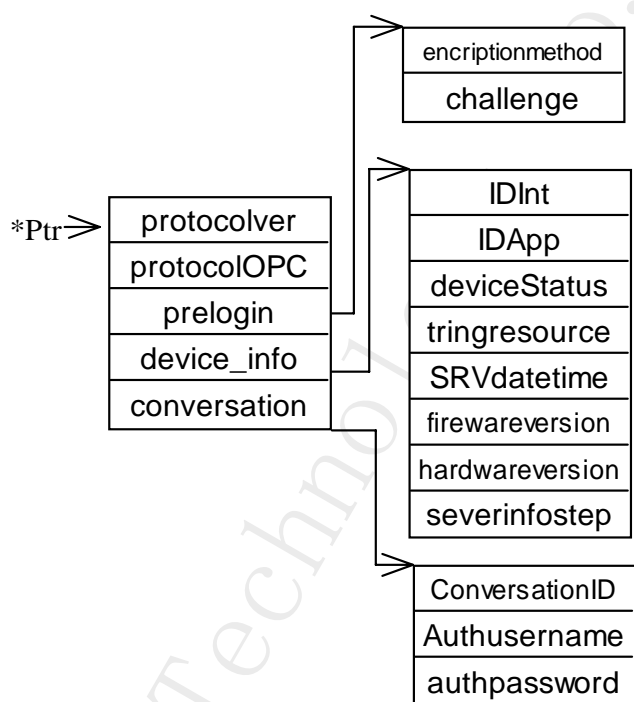 encriptionmethod
challenge
*Ptr
protocolver
protocolOPC
prelogin
device_info
conversation
IDInt
IDApp
deviceStatus
tringresource
SRVdatetime
firewareversion
hardwareversion
severinfostep
ConversationID
Authusername
authpassword
Technol